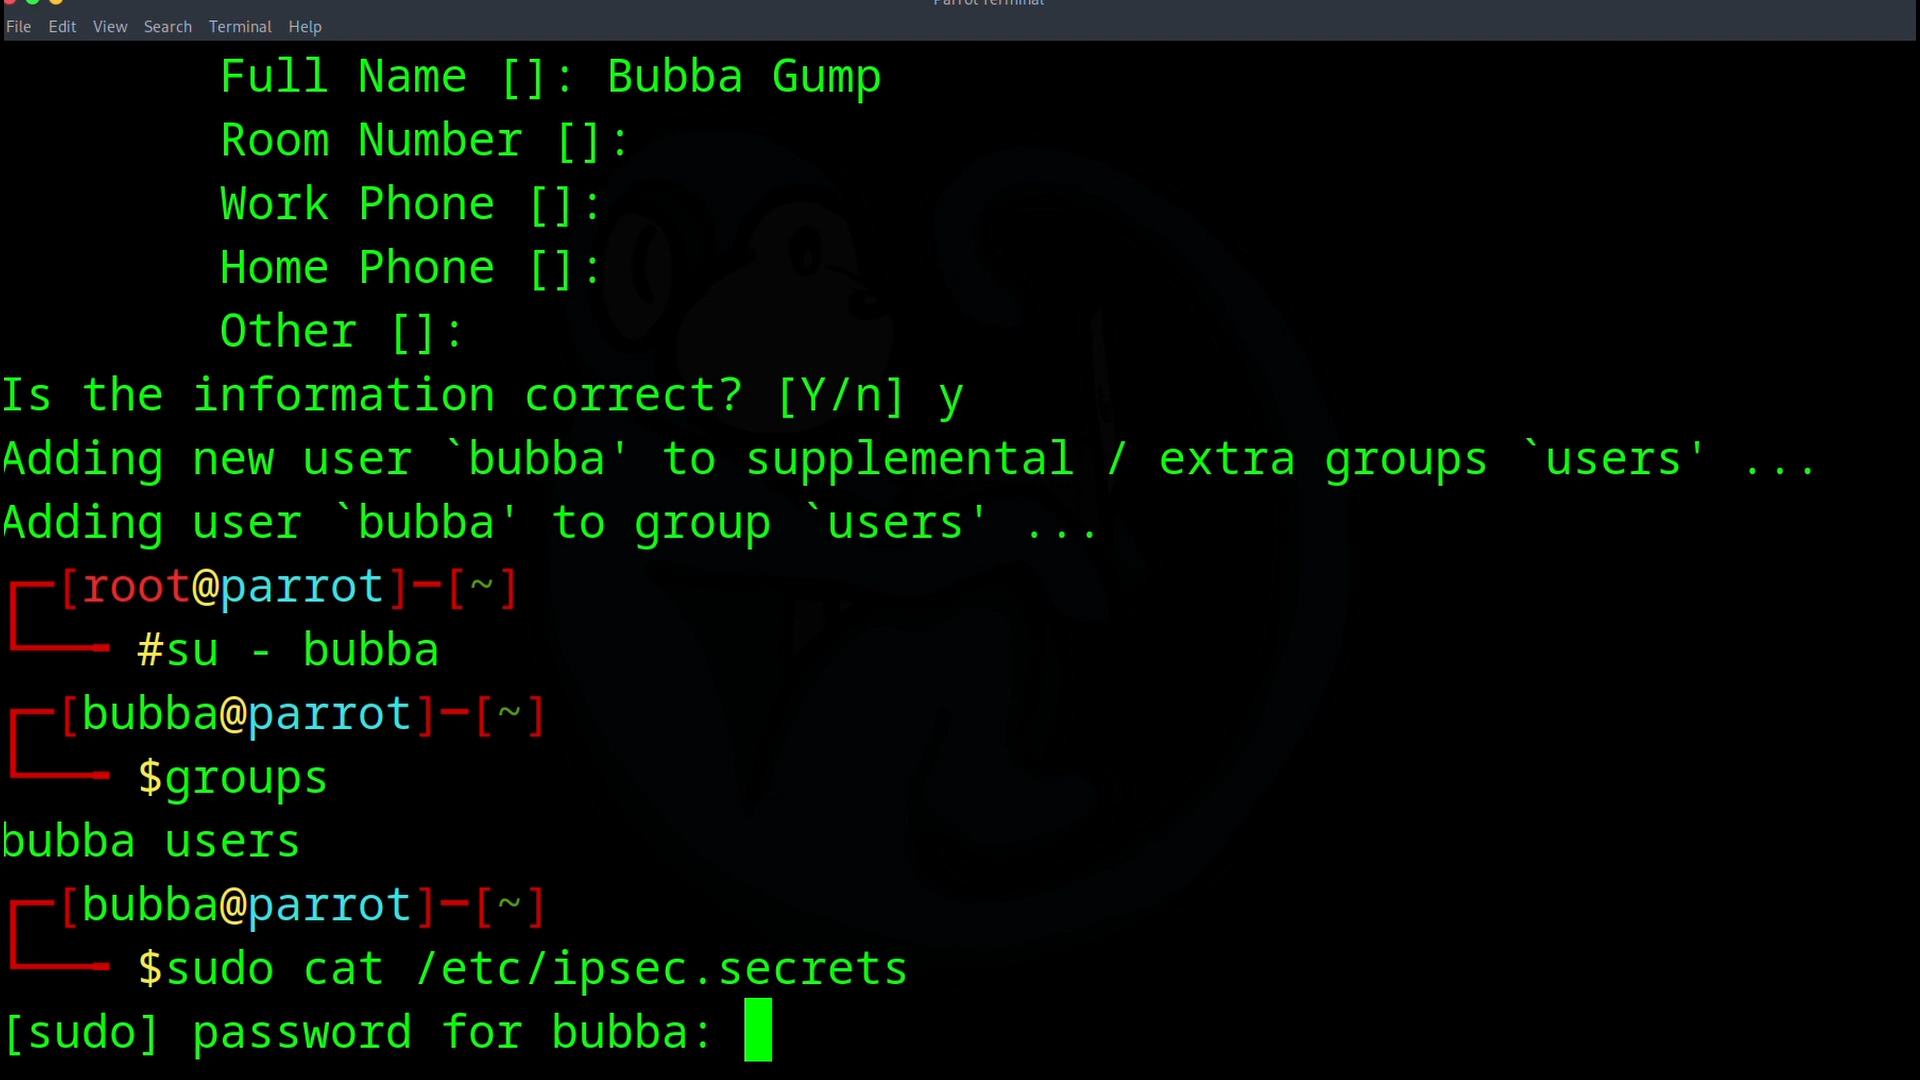 Parrot Terminal
File Edit View Search Terminal Help
Full Name []: Bubba Gump
Room Number []:
Work Phone []:
Home Phone []:
Other []:
Is the information correct? [Y/n] y
Adding new user `bubba' to supplemental / extra groups `users' ...
Adding user `bubba' to group `users' ...
┌─[root@parrot]─[~]
└──╼ #su - bubba
┌─[bubba@parrot]─[~]
└──╼ $groups
bubba users
┌─[bubba@parrot]─[~]
└──╼ $sudo cat /etc/ipsec.secrets
[sudo] password for bubba: